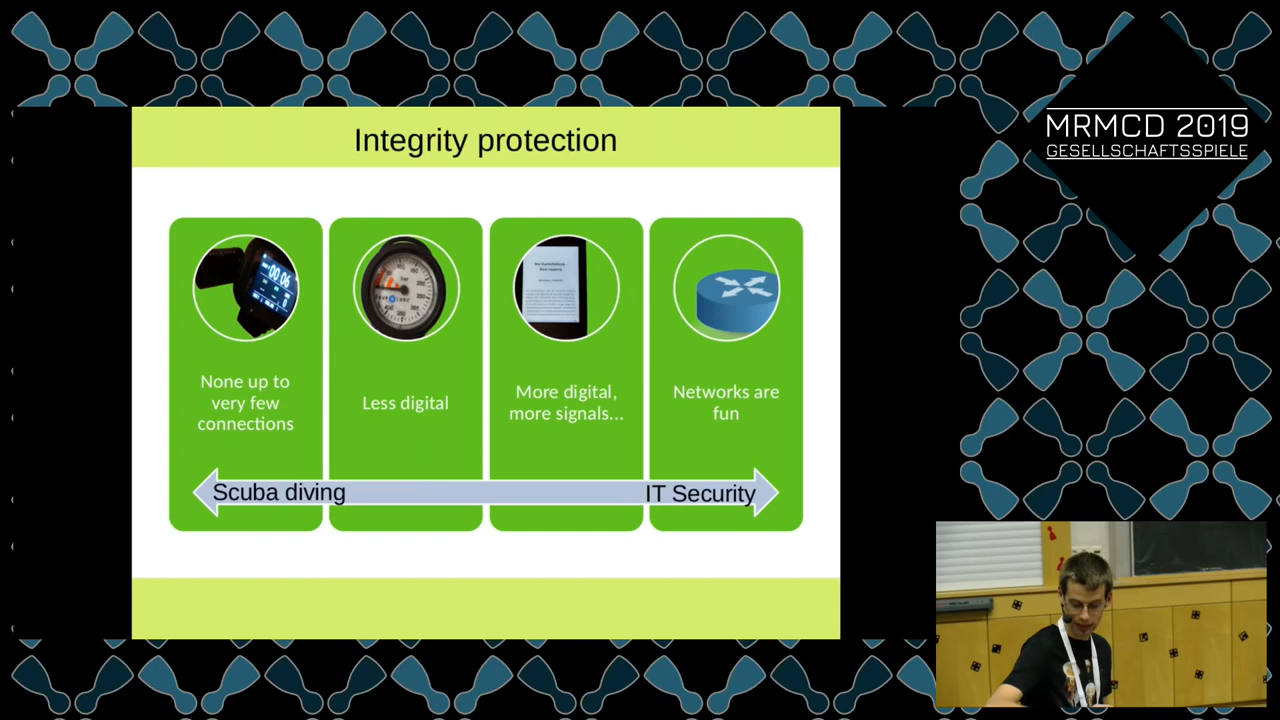 MRMCD 2019
GESELLSCHAFTSSPIELE
Integrity protection
None up to
very few
connections
Less digital
More digital,
more signals...
Networks are
fun
Scuba diving
IT Security